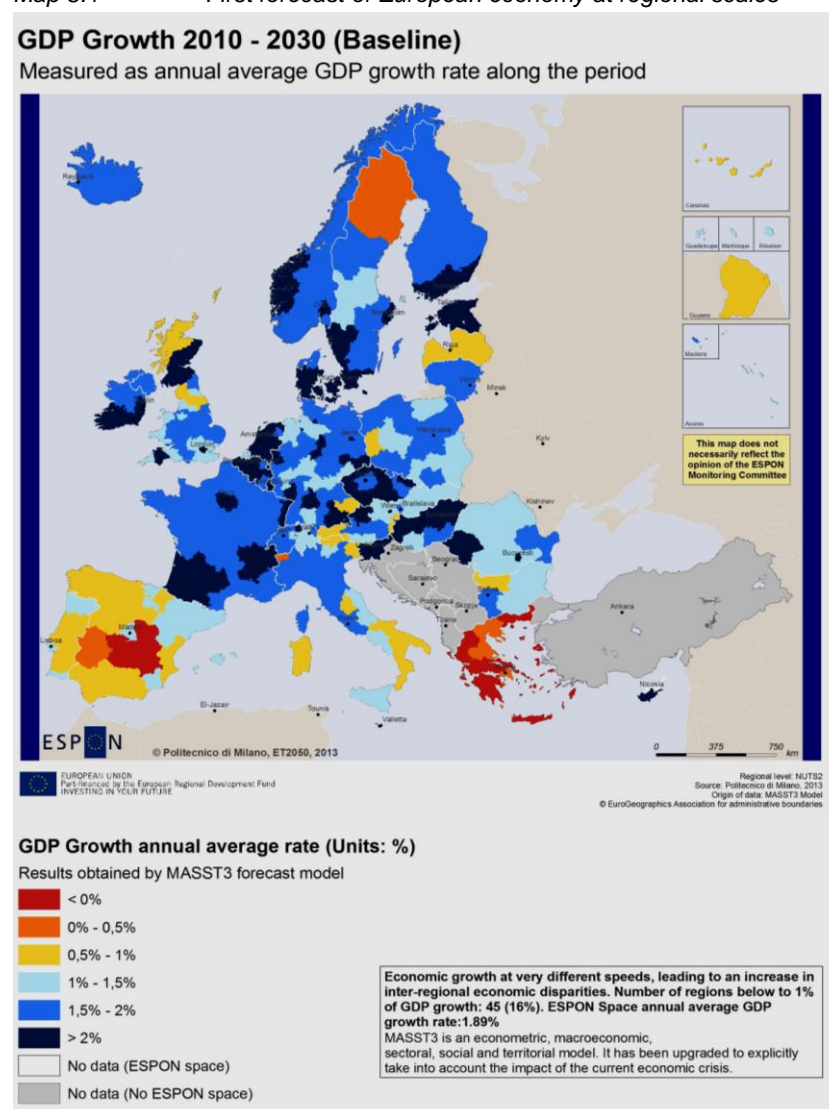 First forecast of European economy at regional scales
GDP Growth 2010 - 2030 (Baseline)
Measured as annual average GDP growth rate along the period
Canarias
Guadeloupe Martinique Réunion
Guyane
Madeira
Acores
This map does not
necessarily reflect the
opinion of the ESPON
Monitoring Committee
Riga
Minsk
Kyiv
Kishinev
London
Bratislava
Zagreb
Sarajevo
Podgorica
Skopje
Tirana
Ankara
Lisboa
El-Jazair
Tounis
Valletta
Nicosia
ESPON
© Politecnico di Milano, ET2050, 2013
0 375 750
km
EUROPEAN UNION
Part-financed by the European Regional Development Fund
INVESTING IN YOUR FUTURE
Regional level: NUTS2
Source: Politecnico di Milano, 2013
Origin of data: MASST3 Model
© EuroGeographics Association for administrative boundaries
GDP Growth annual average rate (Units: %)
Results obtained by MASST3 forecast model
< 0%
0% - 0,5%
0,5% - 1%
1% - 1,5%
1,5% - 2%
> 2%
No data (ESPON space)
No data (No ESPON space)
Economic growth at very different speeds, leading to an increase in
inter-regional economic disparities. Number of regions below to 1%
of GDP growth: 45 (16%). ESPON Space annual average GDP
growth rate:1.89%
MASST3 is an econometric, macroeconomic,
sectoral, social and territorial model. It has been upgraded to explicitly
take into account the impact of the current economic crisis.